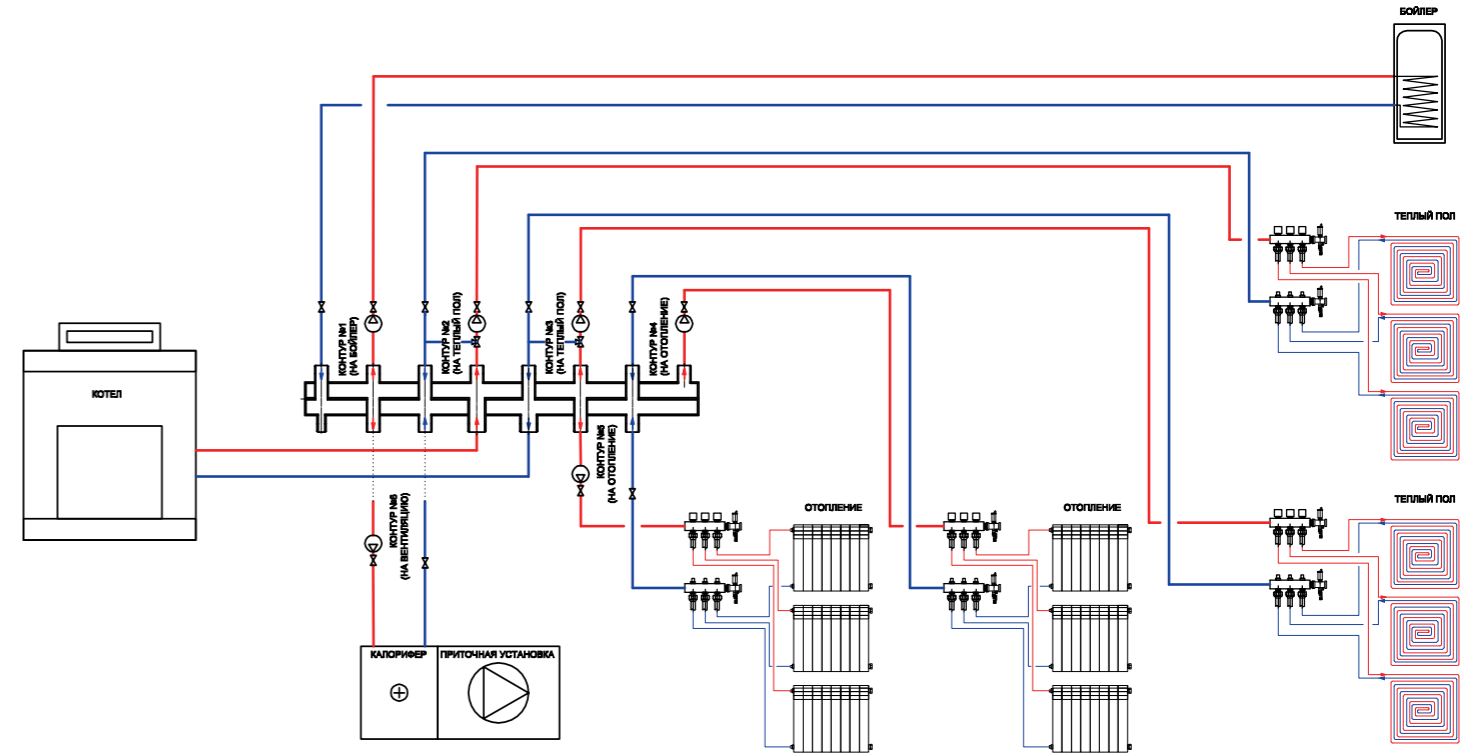 БОЙЛЕР
ТЕПЛЫЙ ПОЛ
КОНТУР №1
(НА БОЙЛЕР)
КОНТУР №2
(НА ТЕПЛЫЙ ПОЛ)
КОНТУР №3
(НА ТЕПЛЫЙ ПОЛ)
КОНТУР №4
(НА ОТОПЛЕНИЕ)
КОТЕЛ
КОНТУР №5
(НА ОТОПЛЕНИЕ)
КОНТУР №6
(НА ВЕНТИЛЯЦИЮ)
ОТОПЛЕНИЕ
ОТОПЛЕНИЕ
ТЕПЛЫЙ ПОЛ
КАЛОРИФЕР
ПРИТОЧНАЯ УСТАНОВКА